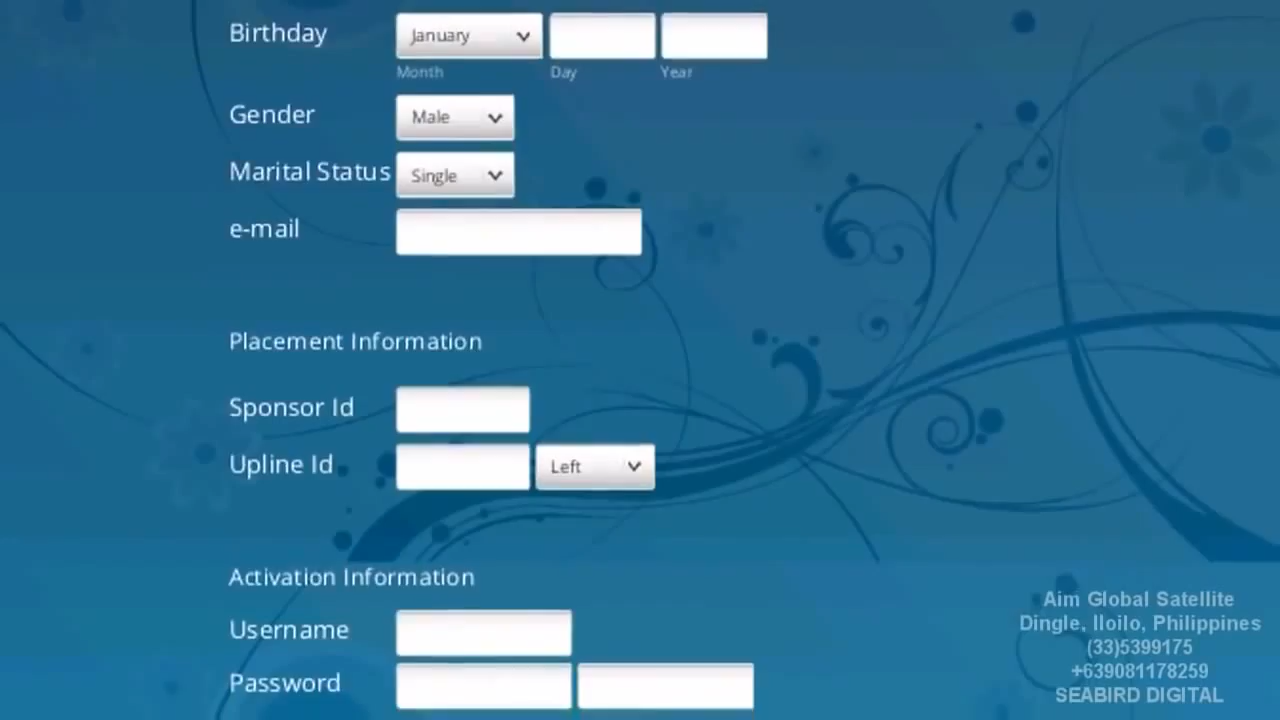 Birthday January
Month Day Year
Gender Male
Marital Status Single
e-mail
Placement Information
Sponsor Id
Upline Id Left
Activation Information
Username
Password
Aim Global Satellite
Dingle, Iloilo, Philippines
(33)5399175
+639081178259
SEABIRD DIGITAL